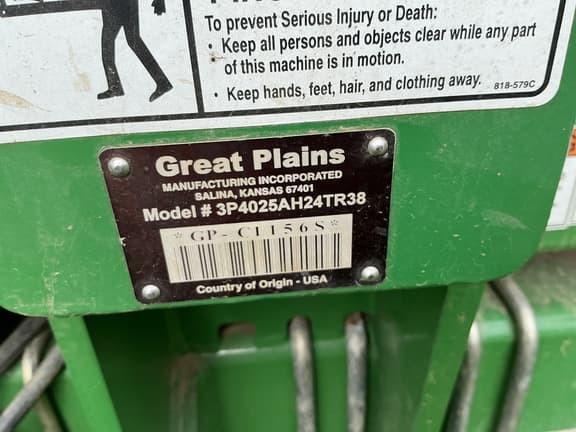 To prevent Serious Injury or Death:
• Keep all persons and objects clear while any part
of this machine is in motion.
• Keep hands, feet, hair, and clothing away. 818-579C
Great Plains
MANUFACTURING INCORPORATED
SALINA, KANSAS 67401
Model # 3P4025AH24TR38
*GP-C1156S*
Country of Origin - USA